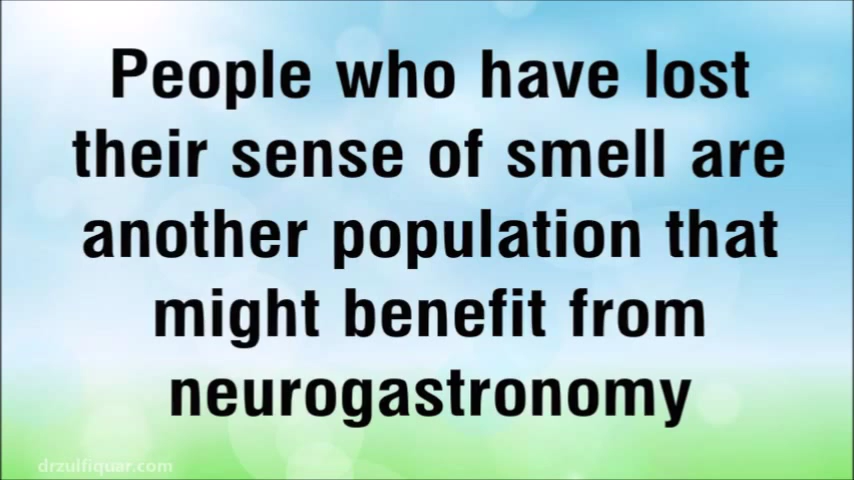 People who have lost
their sense of smell are
another population that
might benefit from
neurogastronomy
drzulfiquar.com